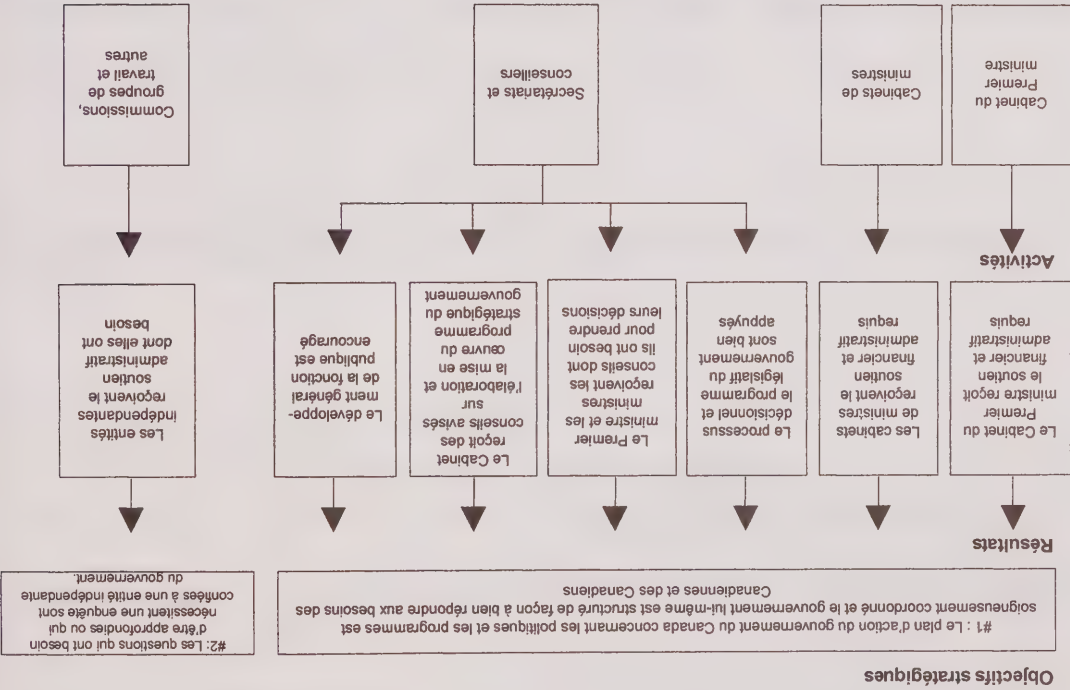 Objectifs stratégiques
#1 : Le plan d'action du gouvernement du Canada concernant les politiques et les programmes est
soigneusement coordonné et le gouvernement lui-même est structuré de façon à bien répondre aux besoins des
Canadiennes et des Canadiens
#2: Les questions qui ont besoin
d'être approfondies ou qui
nécessitent une enquête sont
confiées à une entité indépendante
du gouvernement.
Résultats
Le Cabinet du
Premier
ministre reçoit
le soutien
financier et
administratif
requis
Les cabinets
de ministres
reçoivent le
soutien
financier et
administratif
requis
Le processus
décisionnel et
le programme
législatif du
gouvernement
sont bien
appuyés
Le Premier
ministre et les
ministres
reçoivent les
conseils dont
ils ont besoin
pour prendre
leurs décisions
Le Cabinet
reçoit des
conseils avisés
sur
l'élaboration et
la mise en
œuvre du
programme
stratégique du
gouvernement
Le développe-
ment général
de la fonction
publique est
encouragé
Les entités
indépendantes
reçoivent le
soutien
administratif
dont elles ont
besoin
Activités
Cabinet du
Premier
ministre
Cabinets de
ministres
Secrétariats et
conseillers
Commissions,
groupes de
travail et
autres